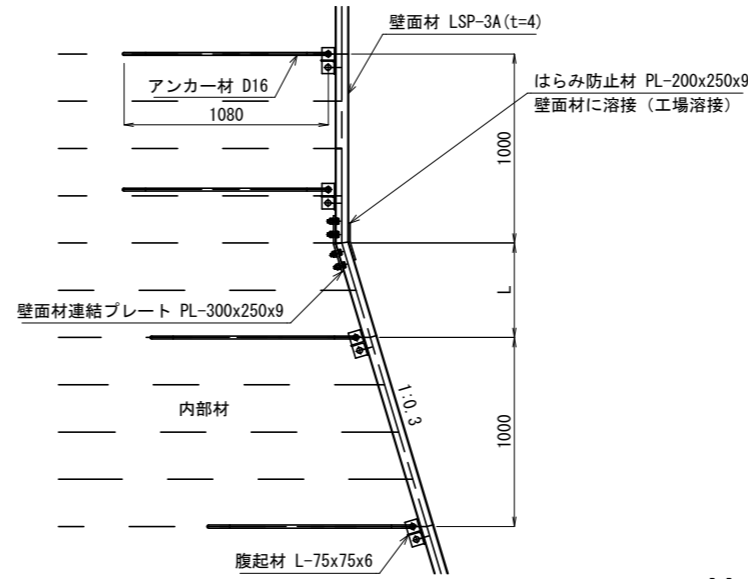 壁面材 LSP-3A(t=4)
アンカー材 D16
1080
はらみ防止材 PL-200x250x9
壁面材に溶接（工場溶接）
1000
L
壁面材連結プレート PL-300x250x9
1:0.3
内部材
1000
腹起材 L-75x75x6